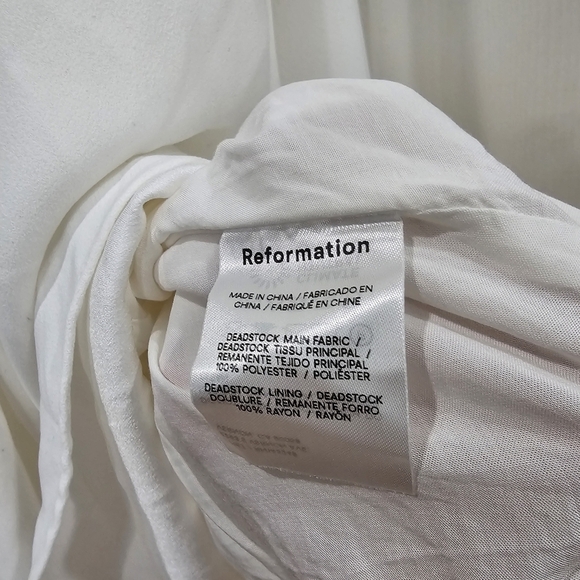 Reformation
MADE IN CHINA / FABRICADO EN
CHINA / FABRIQUÉ EN CHINE
DEADSTOCK MAIN FABRIC /
DEADSTOCK TISSU PRINCIPAL /
REMANENTE TEJIDO PRINCIPAL
100% POLYESTER / POLIÉSTER
DEADSTOCK LINING / DEADSTOCK
DOUBLURE / REMANENTE FORRO
100% RAYON / RAYÓN